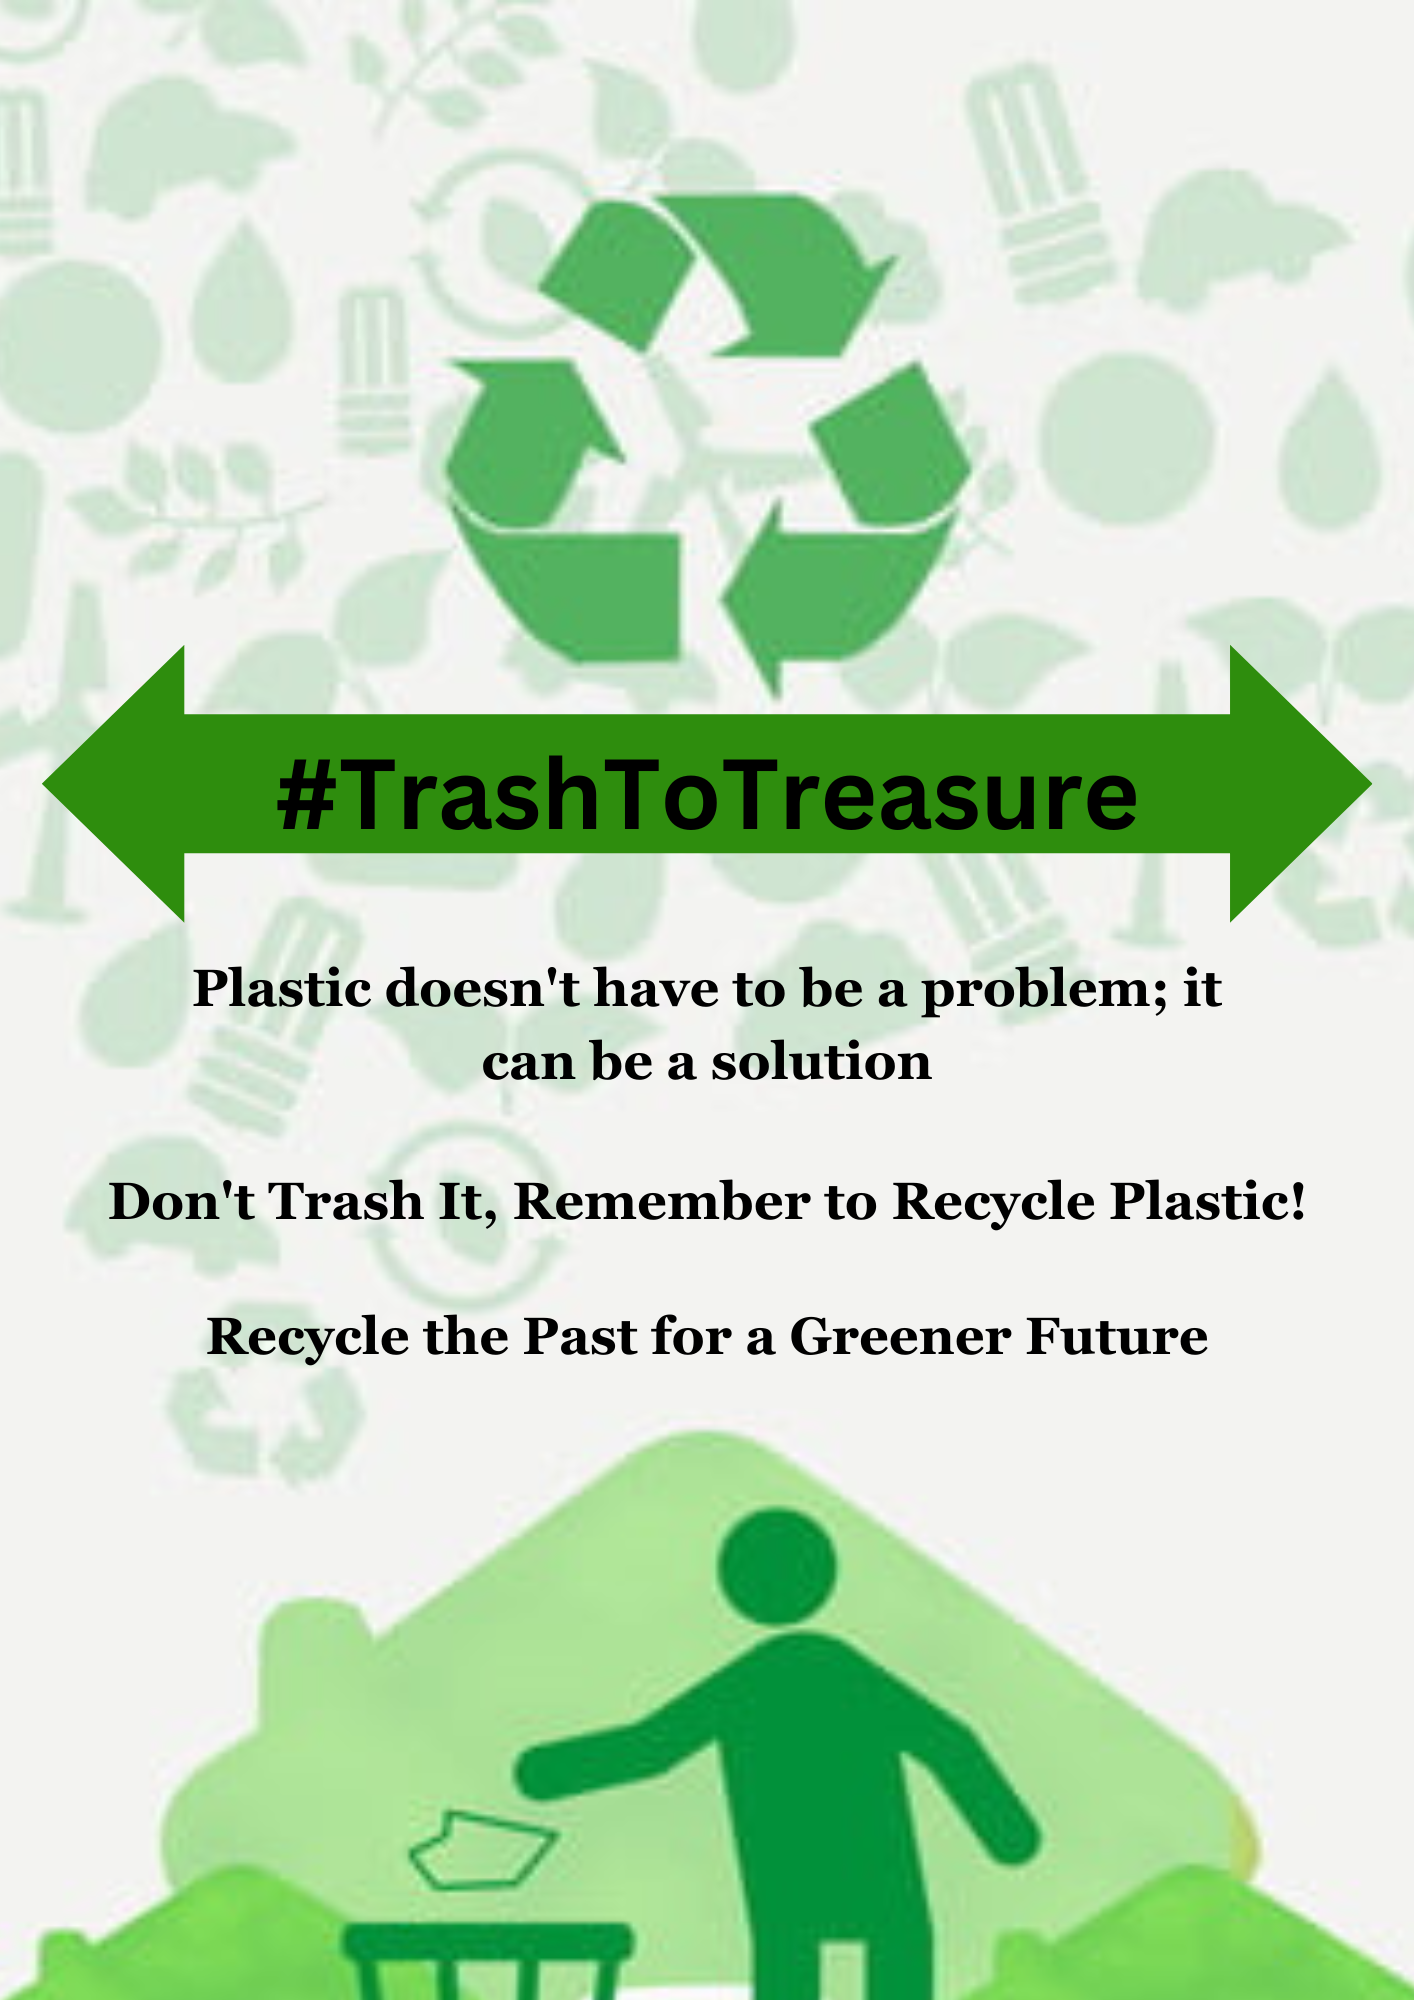 #TrashToTreasure
Plastic doesn't have to be a problem; it
can be a solution
Don't Trash It, Remember to Recycle Plastic!
Recycle the Past for a Greener Future